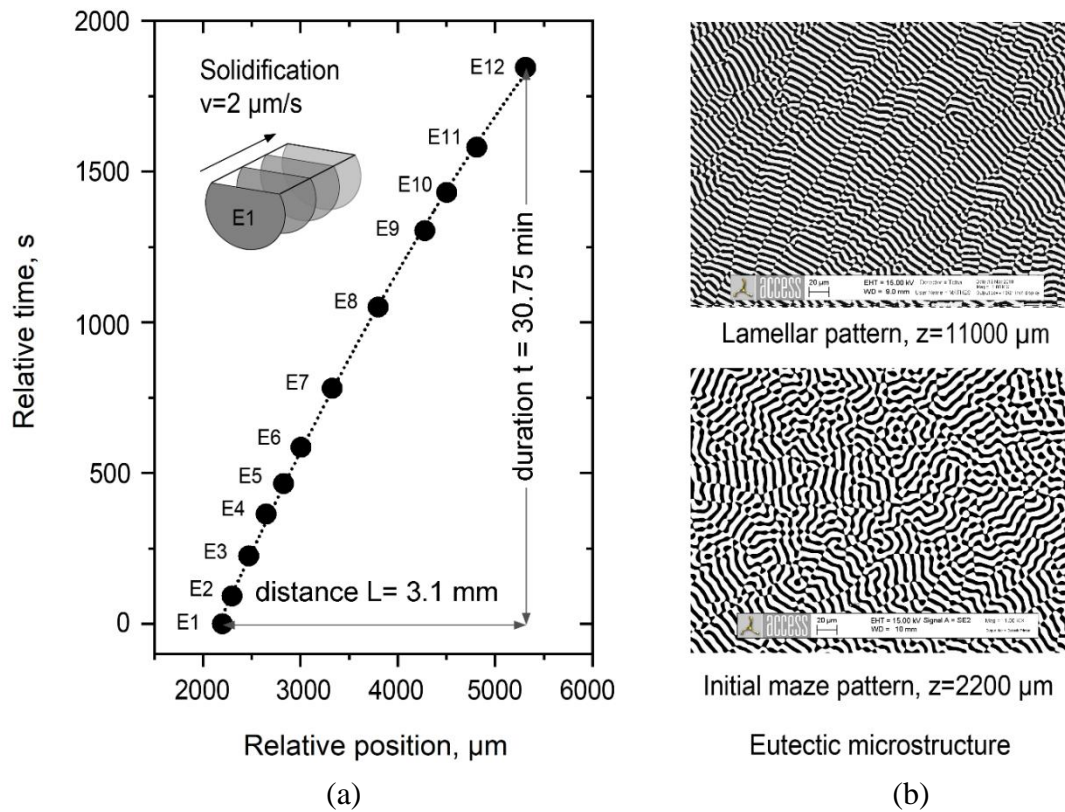 2000
1500
1000
500
0
Relative time, s
Solidification
v=2 µm/s
E1
E12
E11
E10
E9
E8
E7
E6
E5
E4
E3
E2
E1
duration t = 30.75 min
distance L= 3.1 mm
2000 3000 4000 5000 6000
Relative position, µm
(a)
access
20 µm
EHT = 15.00 kV
WD = 9.0 mm
Lamellar pattern, z=11000 µm
access
20 µm
EHT = 15.00 kV Signal A = SE2
WD = 10 mm
Initial maze pattern, z=2200 µm
Eutectic microstructure
(b)